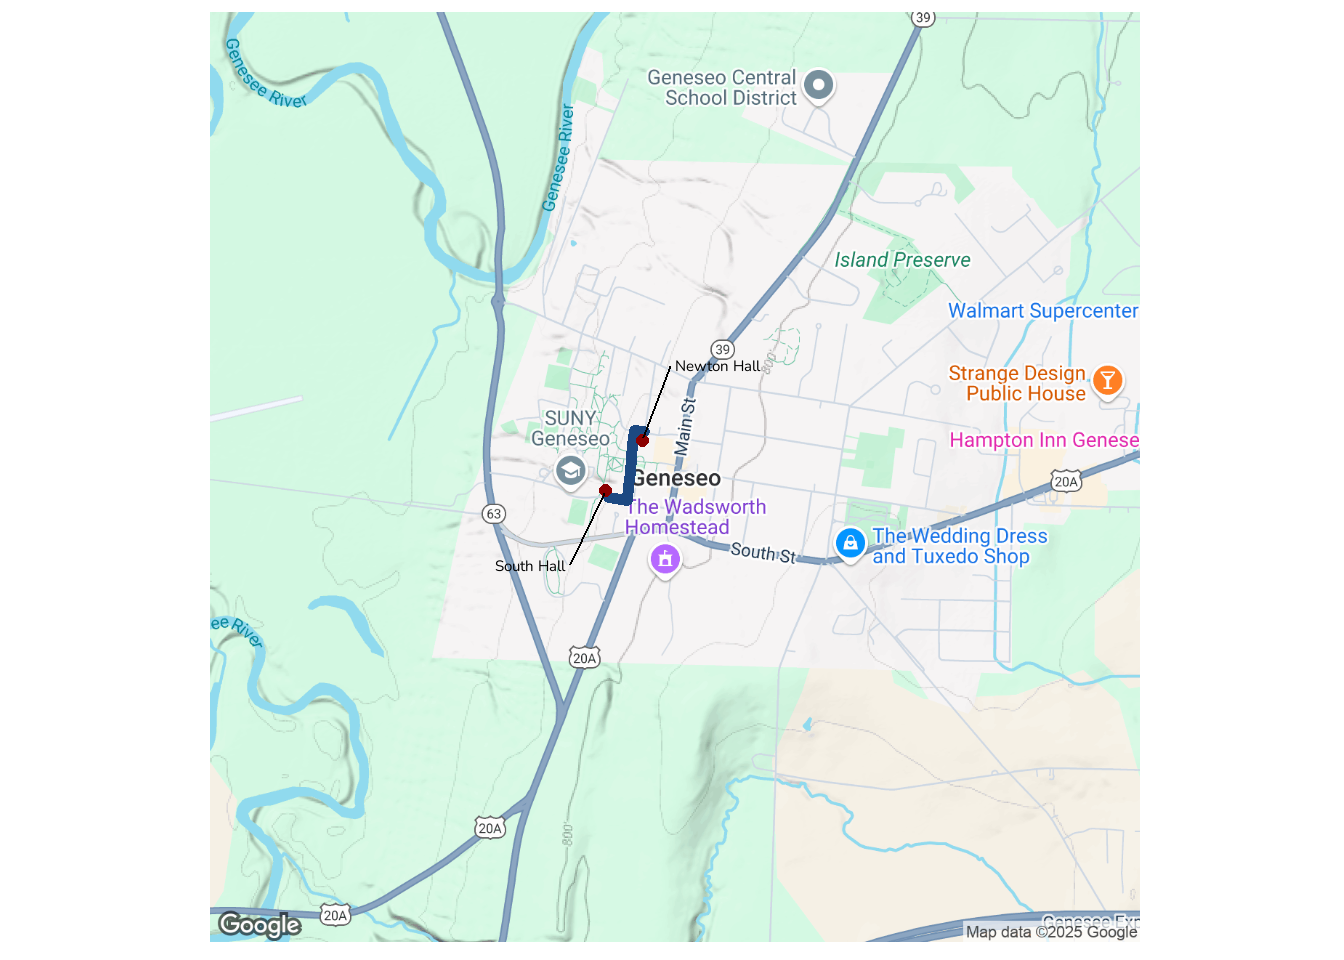 39
Genesee River
Geneseo Central
School District
Genesee River
Island Preserve
Walmart Supercenter
39
800'
Newton Hall
Strange Design
Public House
Main St
SUNY
Geneseo
Hampton Inn Genese
Geneseo
20A
The Wadsworth
Homestead
63
The Wedding Dress
and Tuxedo Shop
South St
South Hall
ee River
20A
20A
800'
20A
Google
Genesee Exp
Map data ©2025 Google